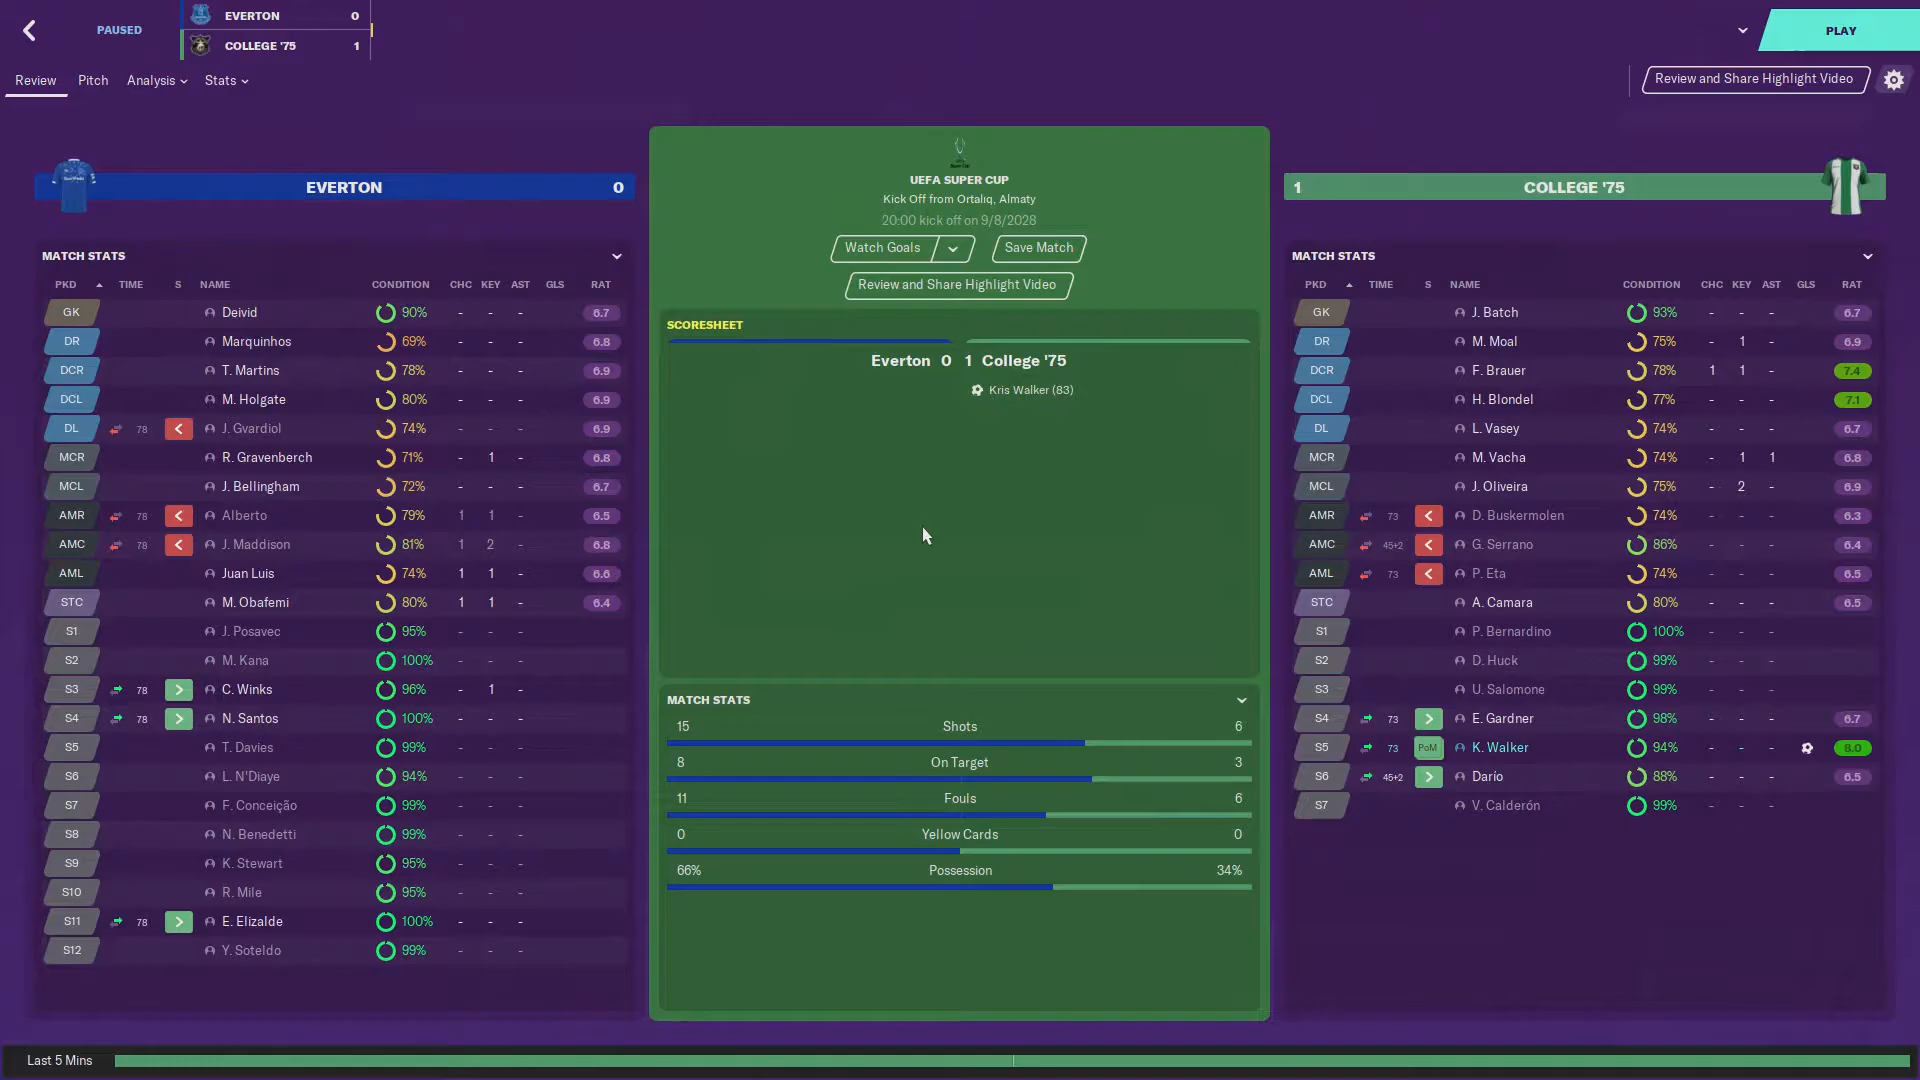 PAUSED
EVERTON 0
COLLEGE '75 1
PLAY
Review Pitch Analysis Stats
Review and Share Highlight Video
EVERTON 0
MATCH STATS
PKD TIME S NAME CONDITION CHC KEY AST GLS RAT
GK Deivid 90% - - - 6.7
DR Marquinhos 69% - - - 6.8
DCR T. Martins 78% - - - 6.9
DCL M. Holgate 80% - - - 6.9
DL 78 J. Gvardiol 74% - - - 6.9
MCR R. Gravenberch 71% - 1 - 6.8
MCL J. Bellingham 72% - - - 6.7
AMR 78 Alberto 79% 1 1 - 6.5
AMC 78 J. Maddison 81% 1 2 - 6.8
AML Juan Luis 74% 1 1 - 6.6
STC M. Obafemi 80% 1 1 - 6.4
S1 J. Posavec 95% - - -
S2 M. Kana 100% - - -
S3 78 C. Winks 96% - 1 -
S4 78 N. Santos 100% - - -
S5 T. Davies 99% - - -
S6 L. N'Diaye 94% - - -
S7 F. Conceição 99% - - -
S8 N. Benedetti 99% - - -
S9 K. Stewart 95% - - -
S10 R. Mile 95% - - -
S11 78 E. Elizalde 100% - - -
S12 Y. Soteldo 99% - - -
UEFA SUPER CUP
Kick Off from Ortalıq, Almaty
20:00 kick off on 9/8/2028
Watch Goals
Save Match
Review and Share Highlight Video
SCORESHEET
Everton 0 1 College '75
Kris Walker (83)
MATCH STATS
15 Shots 6
8 On Target 3
11 Fouls 6
0 Yellow Cards 0
66% Possession 34%
1 COLLEGE '75
MATCH STATS
PKD TIME S NAME CONDITION CHC KEY AST GLS RAT
GK J. Batch 93% - - - 6.7
DR M. Moal 75% - 1 - 6.9
DCR F. Brauer 78% 1 1 - 7.4
DCL H. Blondel 77% - - - 7.1
DL L. Vasey 74% - - - 6.7
MCR M. Vacha 74% - 1 1 6.8
MCL J. Oliveira 75% - 2 - 6.9
AMR 73 D. Buskermolen 74% - - - 6.3
AMC 45+2 G. Serrano 86% - - - 6.4
AML 73 P. Eta 74% - - - 6.5
STC A. Camara 80% - - - 6.5
S1 P. Bernardino 100% - - -
S2 D. Huck 99% - - -
S3 U. Salomone 99% - - -
S4 73 E. Gardner 98% - - - 6.7
S5 73 PoM K. Walker 94% - - - 8.0
S6 45+2 Darío 88% - - - 6.5
S7 V. Calderón 99% - - -
Last 5 Mins